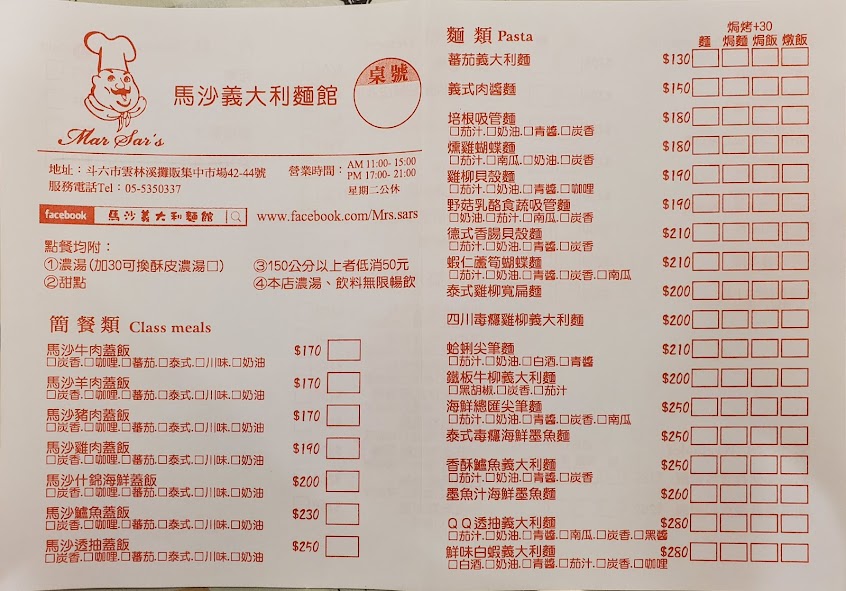 Mar Sar's
馬沙義大利麵館
桌號
地址：斗六市雲林溪攤販集中市場42-44號
服務電話Tel：05-5350337
營業時間：AM 11:00- 15:00
PM 17:00- 21:00
星期二公休
facebook 馬沙義大利麵館
www.facebook.com/Mrs.sars
點餐均附：
①濃湯(加30可換酥皮濃湯□)
②甜點
③150公分以上者低消50元
④本店濃湯、飲料無限暢飲
簡餐類 Class meals
馬沙牛肉蓋飯 $170
□炭香.□咖哩.□蕃茄.□泰式.□川味.□奶油
馬沙羊肉蓋飯 $170
□炭香.□咖哩.□蕃茄.□泰式.□川味.□奶油
馬沙豬肉蓋飯 $170
□炭香.□咖哩.□蕃茄.□泰式.□川味.□奶油
馬沙雞肉蓋飯 $190
□炭香.□咖哩.□蕃茄.□泰式.□川味.□奶油
馬沙什錦海鮮蓋飯 $200
□炭香.□咖哩.□蕃茄.□泰式.□川味.□奶油
馬沙鱸魚蓋飯 $230
□炭香.□咖哩.□蕃茄.□泰式.□川味.□奶油
馬沙透抽蓋飯 $250
□炭香.□咖哩.□蕃茄.□泰式.□川味.□奶油
麵類 Pasta
焗烤+30
麵 焗麵 焗飯 燉飯
蕃茄義大利麵 $130
義式肉醬麵 $150
培根吸管麵 $180
□茄汁.□奶油.□青醬.□炭香
燻雞蝴蝶麵 $180
□茄汁.□南瓜.□奶油.□炭香
雞柳貝殼麵 $190
□茄汁.□奶油.□青醬.□咖哩
野菇乳酪食蔬吸管麵 $190
□奶油.□茄汁.□南瓜.□炭香
德式香腸貝殼麵 $210
□茄汁.□奶油.□青醬.□炭香
蝦仁蘆筍蝴蝶麵 $210
□茄汁.□奶油.□青醬.□炭香.□南瓜
泰式雞柳寬扁麵 $200
四川毒癮雞柳義大利麵 $200
蛤蜊尖筆麵 $210
□茄汁.□奶油.□白酒.□青醬
鐵板牛柳義大利麵 $200
□黑胡椒.□炭香.□茄汁
海鮮總匯尖筆麵 $250
□茄汁.□奶油.□青醬.□炭香.□南瓜
泰式毒癮海鮮墨魚麵 $250
香酥鱸魚義大利麵 $250
□茄汁.□奶油.□青醬.□炭香
墨魚汁海鮮墨魚麵 $260
QQ透抽義大利麵 $280
□茄汁.□奶油.□青醬.□南瓜.□炭香.□黑醬
鮮味白蝦義大利麵 $280
□白酒.□奶油.□青醬.□茄汁.□炭香.□咖哩